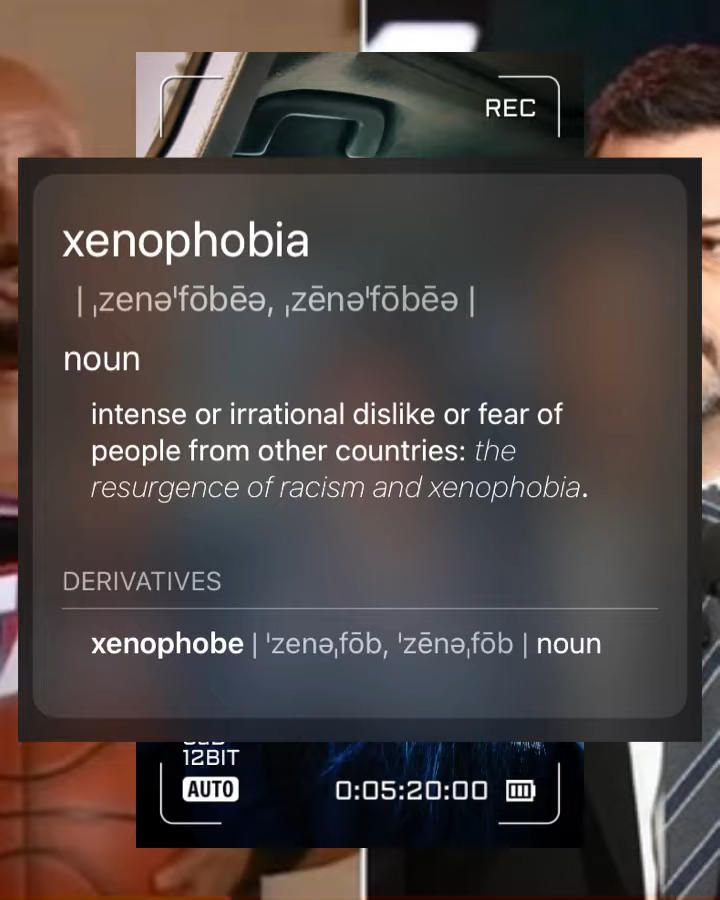 REC
xenophobia
| ˌzenəˈfōbēə, ˌzēnəˈfōbēə |
noun
intense or irrational dislike or fear of
people from other countries: the
resurgence of racism and xenophobia.
DERIVATIVES
xenophobe | ˈzenəˌfōb, ˈzēnəˌfōb | noun
12BIT
AUTO
0:05:20:00